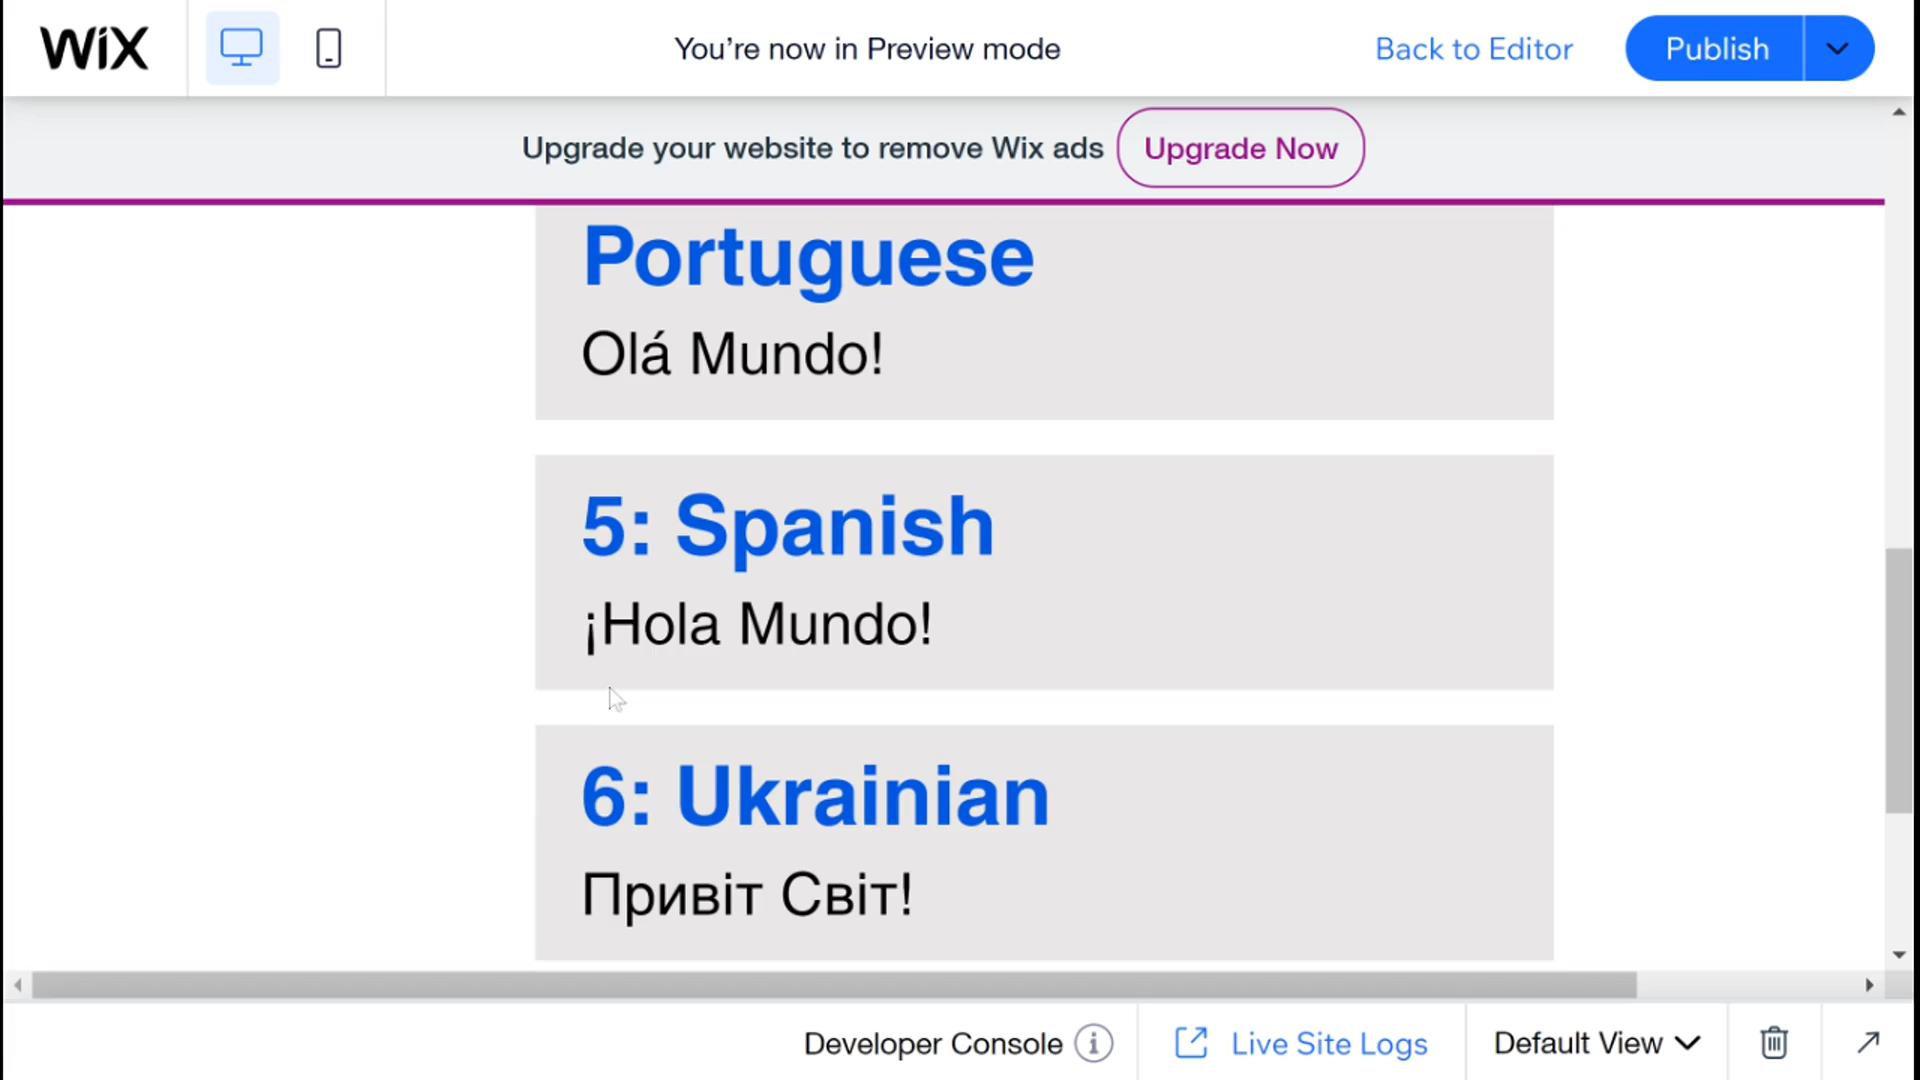 WiX
You're now in Preview mode
Back to Editor
Publish
Upgrade your website to remove Wix ads
Upgrade Now
Portuguese
Olá Mundo!
5: Spanish
¡Hola Mundo!
6: Ukrainian
Привіт Світ!
Developer Console
Live Site Logs
Default View